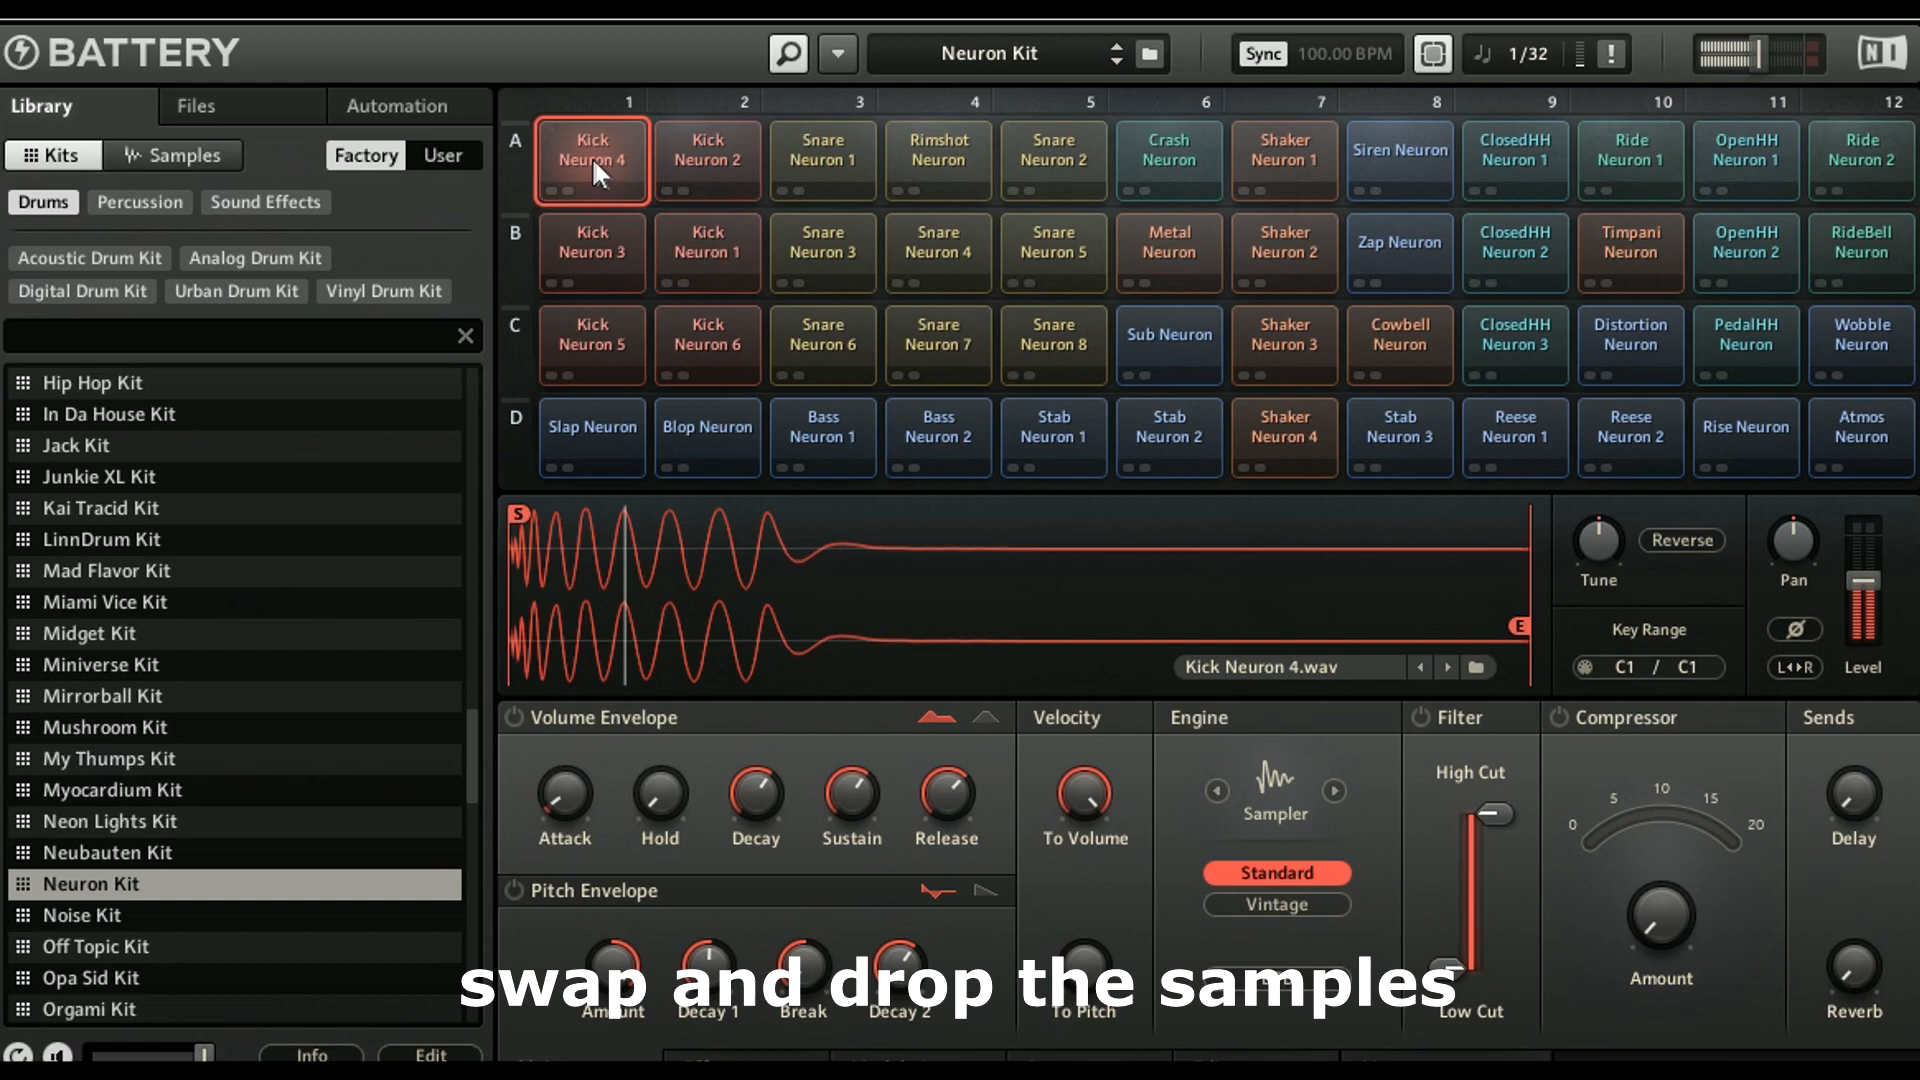 BATTERY
Neuron Kit
Sync 100.00 BPM
1/32
!
NI
Library Files Automation
Kits Samples Factory User
Drums Percussion Sound Effects
Acoustic Drum Kit Analog Drum Kit
Digital Drum Kit Urban Drum Kit Vinyl Drum Kit
Hip Hop Kit
In Da House Kit
Jack Kit
Junkie XL Kit
Kai Tracid Kit
LinnDrum Kit
Mad Flavor Kit
Miami Vice Kit
Midget Kit
Miniverse Kit
Mirrorball Kit
Mushroom Kit
My Thumps Kit
Myocardium Kit
Neon Lights Kit
Neubauten Kit
Neuron Kit
Noise Kit
Off Topic Kit
Opa Sid Kit
Orgami Kit
Info Edit
1 2 3 4 5 6 7 8 9 10 11 12
A
Kick Neuron 4
Kick Neuron 2
Snare Neuron 1
Rimshot Neuron
Snare Neuron 2
Crash Neuron
Shaker Neuron 1
Siren Neuron
ClosedHH Neuron 1
Ride Neuron 1
OpenHH Neuron 1
Ride Neuron 2
B
Kick Neuron 3
Kick Neuron 1
Snare Neuron 3
Snare Neuron 4
Snare Neuron 5
Metal Neuron
Shaker Neuron 2
Zap Neuron
ClosedHH Neuron 2
Timpani Neuron
OpenHH Neuron 2
RideBell Neuron
C
Kick Neuron 5
Kick Neuron 6
Snare Neuron 6
Snare Neuron 7
Snare Neuron 8
Sub Neuron
Shaker Neuron 3
Cowbell Neuron
ClosedHH Neuron 3
Distortion Neuron
PedalHH Neuron
Wobble Neuron
D
Slap Neuron
Blop Neuron
Bass Neuron 1
Bass Neuron 2
Stab Neuron 1
Stab Neuron 2
Shaker Neuron 4
Stab Neuron 3
Reese Neuron 1
Reese Neuron 2
Rise Neuron
Atmos Neuron
S
E
Kick Neuron 4.wav
Tune Reverse
Key Range
C1 / C1
Pan
L R Level
Volume Envelope
Attack Hold Decay Sustain Release
Pitch Envelope
Amount Decay 1 Break Decay 2
Velocity
To Volume
To Pitch
Engine
Sampler
Standard
Vintage
Filter
High Cut
Low Cut
Compressor
0 5 10 15 20
Amount
Sends
Delay
Reverb
swap and drop the samples